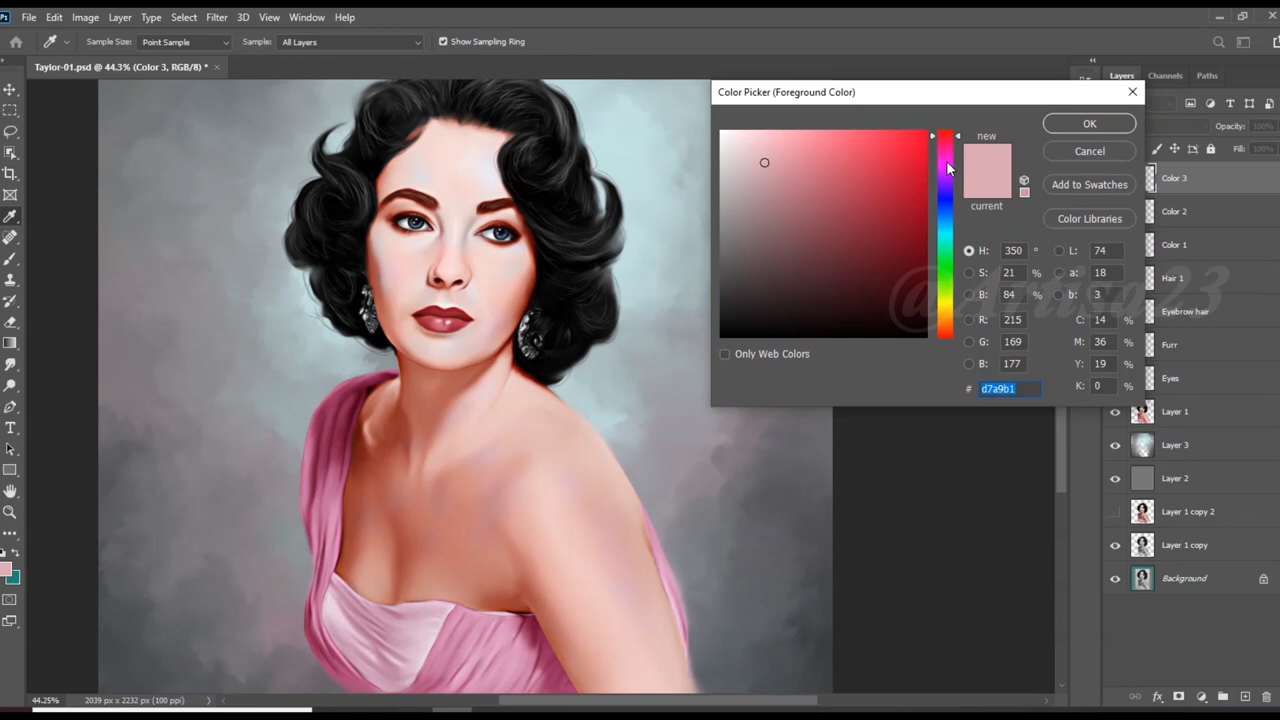 Ps File Edit Image Layer Type Select Filter 3D View Window Help
Sample Size: Point Sample Sample: All Layers Show Sampling Ring
Taylor-01.psd @ 44.3% (Color 3, RGB/8) * ×
Layers Channels Paths
Opacity: 100%
Fill: 100%
Color Picker (Foreground Color)
new
current
OK
Cancel
Add to Swatches
Color Libraries
H: 350 ° L: 74
S: 21 % a: 18
B: 84 % b: 3
R: 215 C: 14 %
G: 169 M: 36 %
B: 177 Y: 19 %
# d7a9b1 K: 0 %
Only Web Colors
Color 3
Color 2
Color 1
Hair 1
Eyebrow hair
Furr
Eyes
Layer 1
Layer 3
Layer 2
Layer 1 copy 2
Layer 1 copy
Background
44.25% 2039 px x 2232 px (100 ppi)